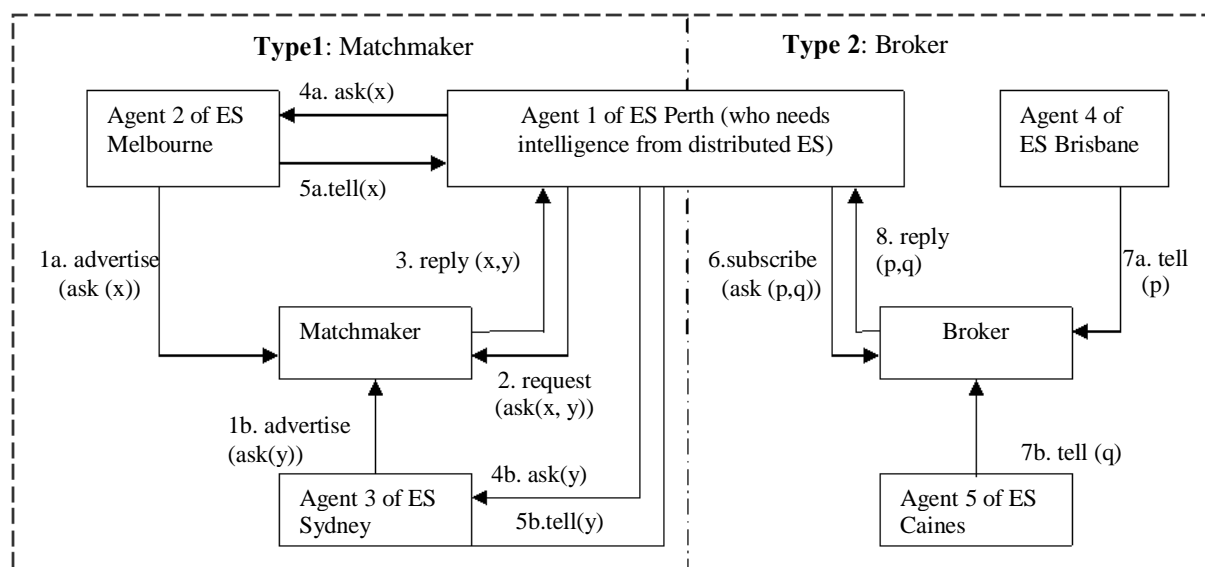 Type1: Matchmaker
Type 2: Broker
4a. ask(x)
Agent 2 of ES
Melbourne
Agent 1 of ES Perth (who needs
intelligence from distributed ES)
Agent 4 of
ES Brisbane
5a.tell(x)
1a. advertise
(ask (x))
3. reply (x,y)
6.subscribe
(ask (p,q))
8. reply
(p,q)
7a. tell
(p)
Matchmaker
Broker
2. request
(ask(x, y))
1b. advertise
(ask(y))
4b. ask(y)
7b. tell (q)
Agent 3 of ES
Sydney
5b.tell(y)
Agent 5 of ES
Caines